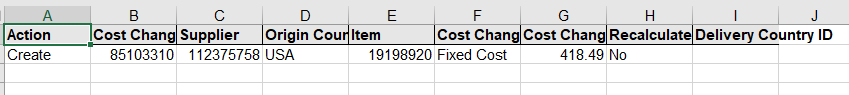 A B C D E F G H I J
Action Cost Chang Supplier Origin Cour Item Cost Chang Cost Chang Recalculate Delivery Country ID
Create 85103310 112375758 USA 19198920 Fixed Cost 418.49 No